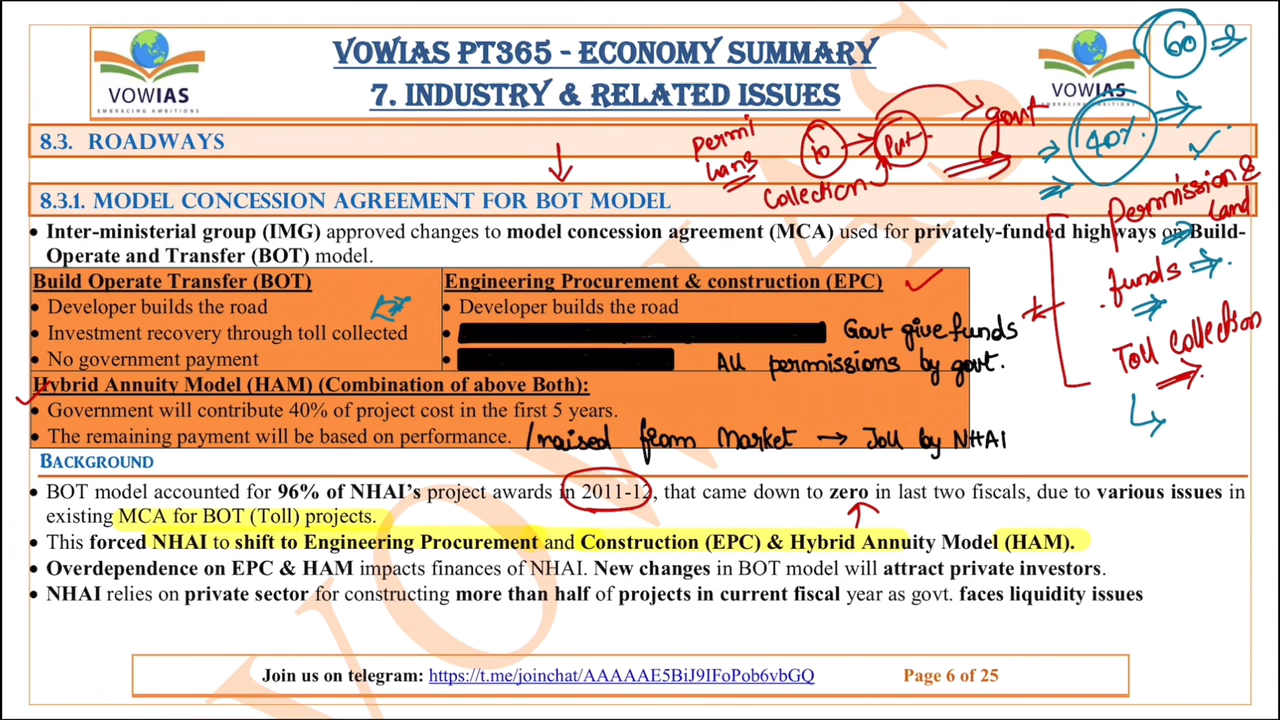 VOWIAS PT365 - ECONOMY SUMMARY
7. INDUSTRY & RELATED ISSUES
VOWIAS
EMBRACING AMBITIONS
VOWIAS
EMBRACING AMBITIONS
60
40%
govt
Permi
10
Put
Collection
8.3. ROADWAYS
8.3.1. MODEL CONCESSION AGREEMENT FOR BOT MODEL
Permission &
Land
• Inter-ministerial group (IMG) approved changes to model concession agreement (MCA) used for privately-funded highways on Build-
Operate and Transfer (BOT) model.
funds
Toll Collection
Build Operate Transfer (BOT)
• Developer builds the road
• Investment recovery through toll collected
• No government payment
Engineering Procurement & construction (EPC)
• Developer builds the road
• Govt give funds
• All permissions by govt.
Hybrid Annuity Model (HAM) (Combination of above Both):
• Government will contribute 40% of project cost in the first 5 years.
• The remaining payment will be based on performance. /raised from Market → Toll by NHAI
BACKGROUND
• BOT model accounted for 96% of NHAI's project awards in 2011-12, that came down to zero in last two fiscals, due to various issues in
existing MCA for BOT (Toll) projects.
• This forced NHAI to shift to Engineering Procurement and Construction (EPC) & Hybrid Annuity Model (HAM).
• Overdependence on EPC & HAM impacts finances of NHAI. New changes in BOT model will attract private investors.
• NHAI relies on private sector for constructing more than half of projects in current fiscal year as govt. faces liquidity issues
VOWIAS
Join us on telegram: https://t.me/joinchat/AAAAAE5BiJ9IFoPob6vbGQ Page 6 of 25